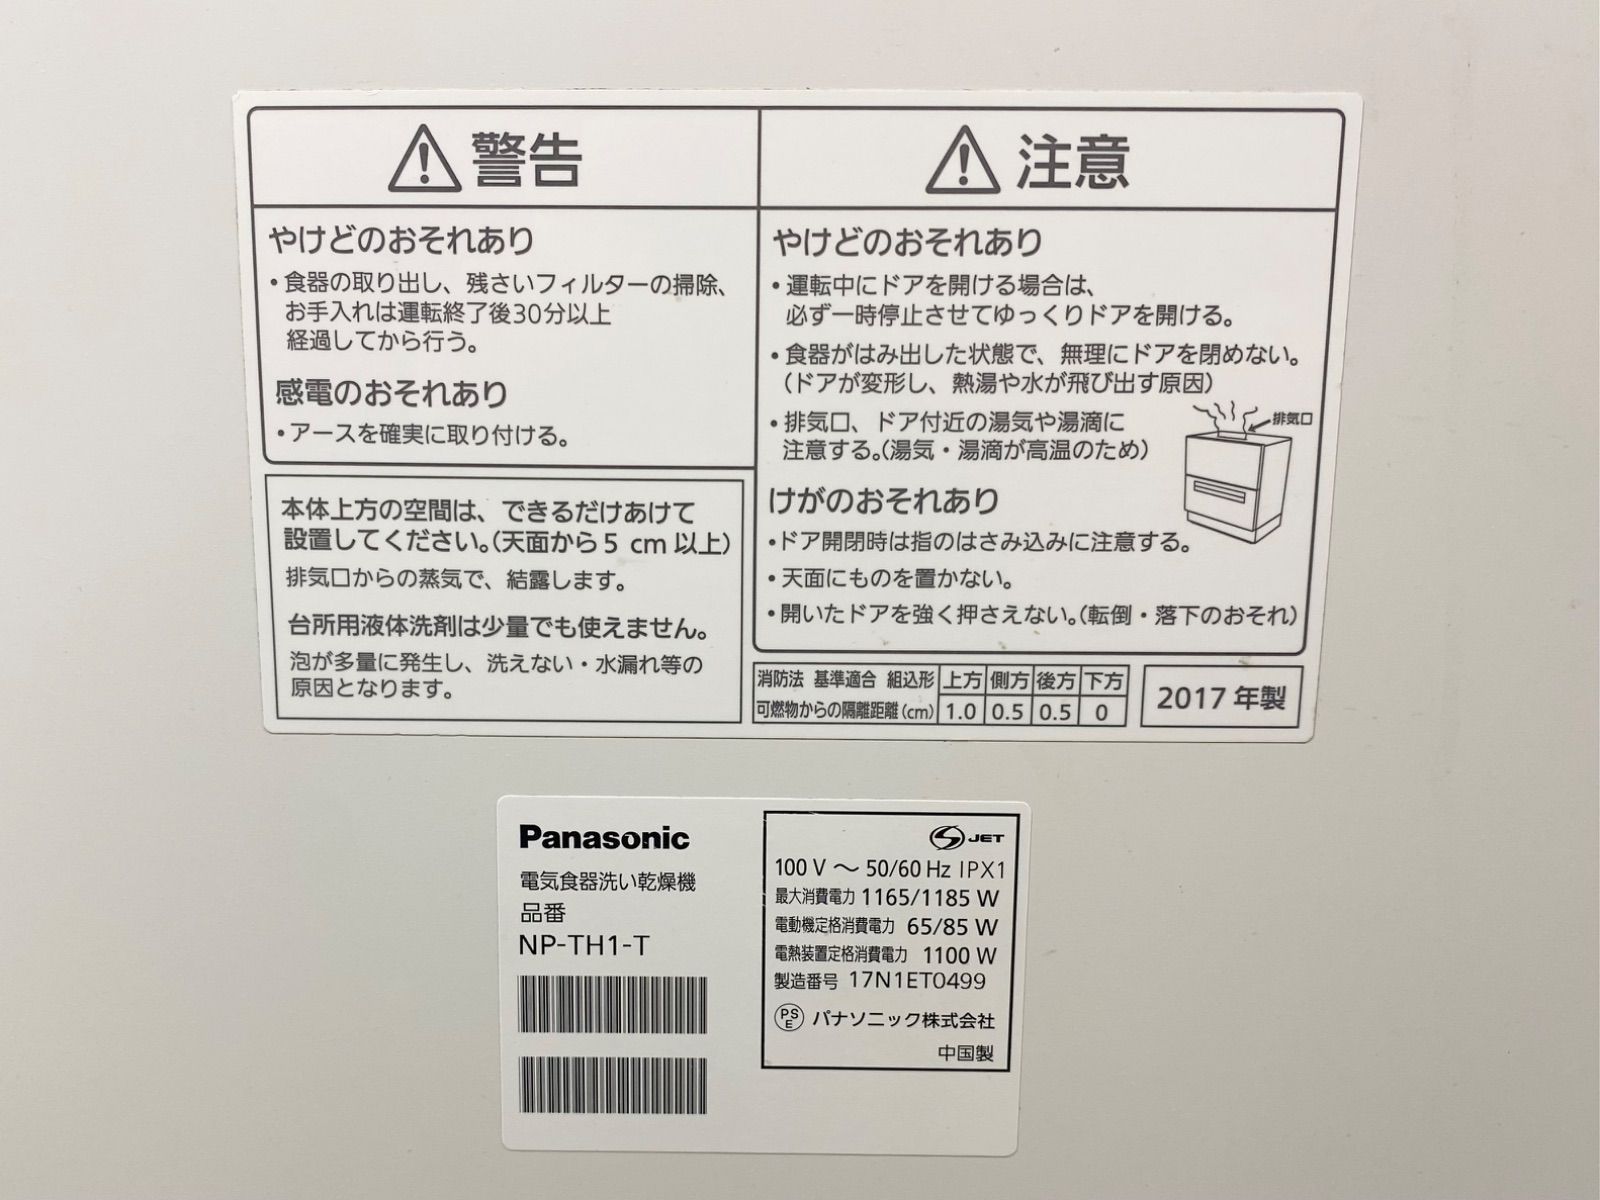 警告
やけどのおそれあり
・食器の取り出し、残さいフィルターの掃除、
お手入れは運転終了後30分以上
経過してから行う。
感電のおそれあり
・アースを確実に取り付ける。
本体上方の空間は、できるだけあけて
設置してください。(天面から5 cm 以上)
排気口からの蒸気で、結露します。
台所用液体洗剤は少量でも使えません。
泡が多量に発生し、洗えない・水漏れ等の
原因となります。
注意
やけどのおそれあり
・運転中にドアを開ける場合は、
必ず一時停止させてゆっくりドアを開ける。
・食器がはみ出した状態で、無理にドアを閉めない。
(ドアが変形し、熱湯や水が飛び出す原因)
・排気口、ドア付近の湯気や湯滴に
注意する。(湯気・湯滴が高温のため)
排気口
けがのおそれあり
・ドア開閉時は指のはさみ込みに注意する。
・天面にものを置かない。
・開いたドアを強く押さえない。(転倒・落下のおそれ)
消防法 基準適合 組込形 上方 側方 後方 下方
可燃物からの隔離距離(cm) 1.0 0.5 0.5 0
2017 年製
Panasonic
電気食器洗い乾燥機
品番
NP-TH1-T
JET
100 V ～ 50/60 Hz IPX1
最大消費電力 1165/1185 W
電動機定格消費電力 65/85 W
電熱装置定格消費電力 1100 W
製造番号 17N1ET0499
PSE パナソニック株式会社
中国製